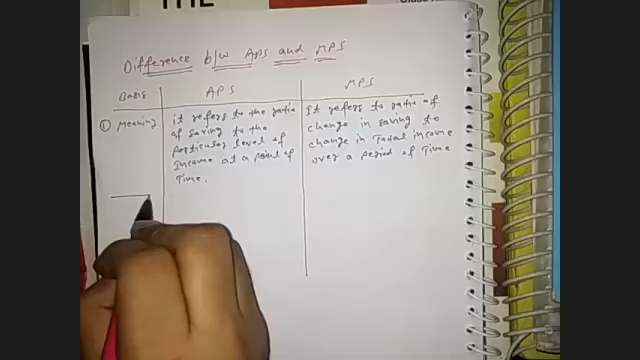 THE
Difference b/w APS and MPS
Basis APS MPS
① Meaning it refers to the ratio of saving to the particular level of Income at a point of Time.
It refers to ratio of change in saving to change in Total income over a period of Time